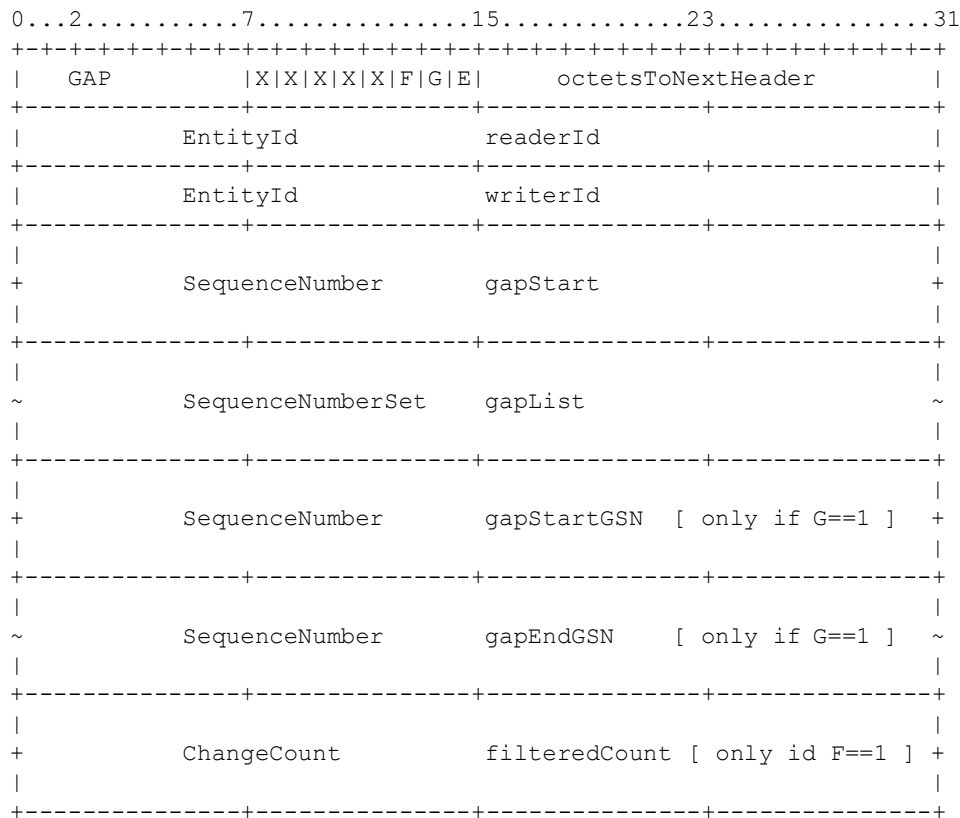 0...2...........7...............15.............23...............31
+-+-+-+-+-+-+-+-+-+-+-+-+-+-+-+-+-+-+-+-+-+-+-+-+-+-+-+-+-+-+-+-+
|   GAP         |X|X|X|X|X|F|G|E|     octetsToNextHeader        |
+---------------+---------------+---------------+---------------+
|           EntityId            readerId                        |
+---------------+---------------+---------------+---------------+
|           EntityId            writerId                        |
+---------------+---------------+---------------+---------------+
|                                                               |
+           SequenceNumber      gapStart                        +
|                                                               |
+---------------+---------------+---------------+---------------+
|                                                               |
~           SequenceNumberSet   gapList                         ~
|                                                               |
+---------------+---------------+---------------+---------------+
|                                                               |
+           SequenceNumber      gapStartGSN  [ only if G==1 ]   +
|                                                               |
+---------------+---------------+---------------+---------------+
|                                                               |
~           SequenceNumber      gapEndGSN    [ only if G==1 ]   ~
|                                                               |
+---------------+---------------+---------------+---------------+
|                                                               |
+           ChangeCount         filteredCount [ only id F==1 ]  +
|                                                               |
+---------------+---------------+---------------+---------------+